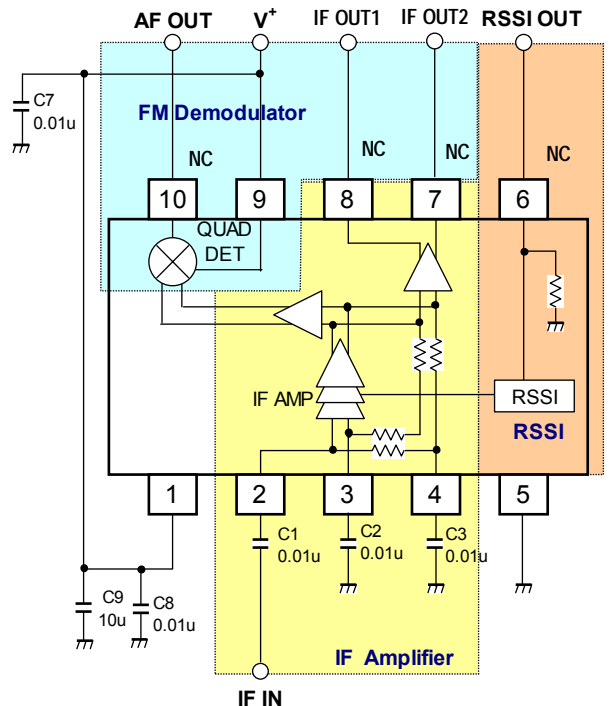 AF OUT
V+
IF OUT1
IF OUT2
RSSI OUT
C7
0.01u
FM Demodulator
NC
NC
NC
NC
10
9
8
7
6
QUAD
DET
IF AMP
RSSI
RSSI
1
2
3
4
5
C1
0.01u
C2
0.01u
C3
0.01u
C9
10u
C8
0.01u
IF Amplifier
IF IN